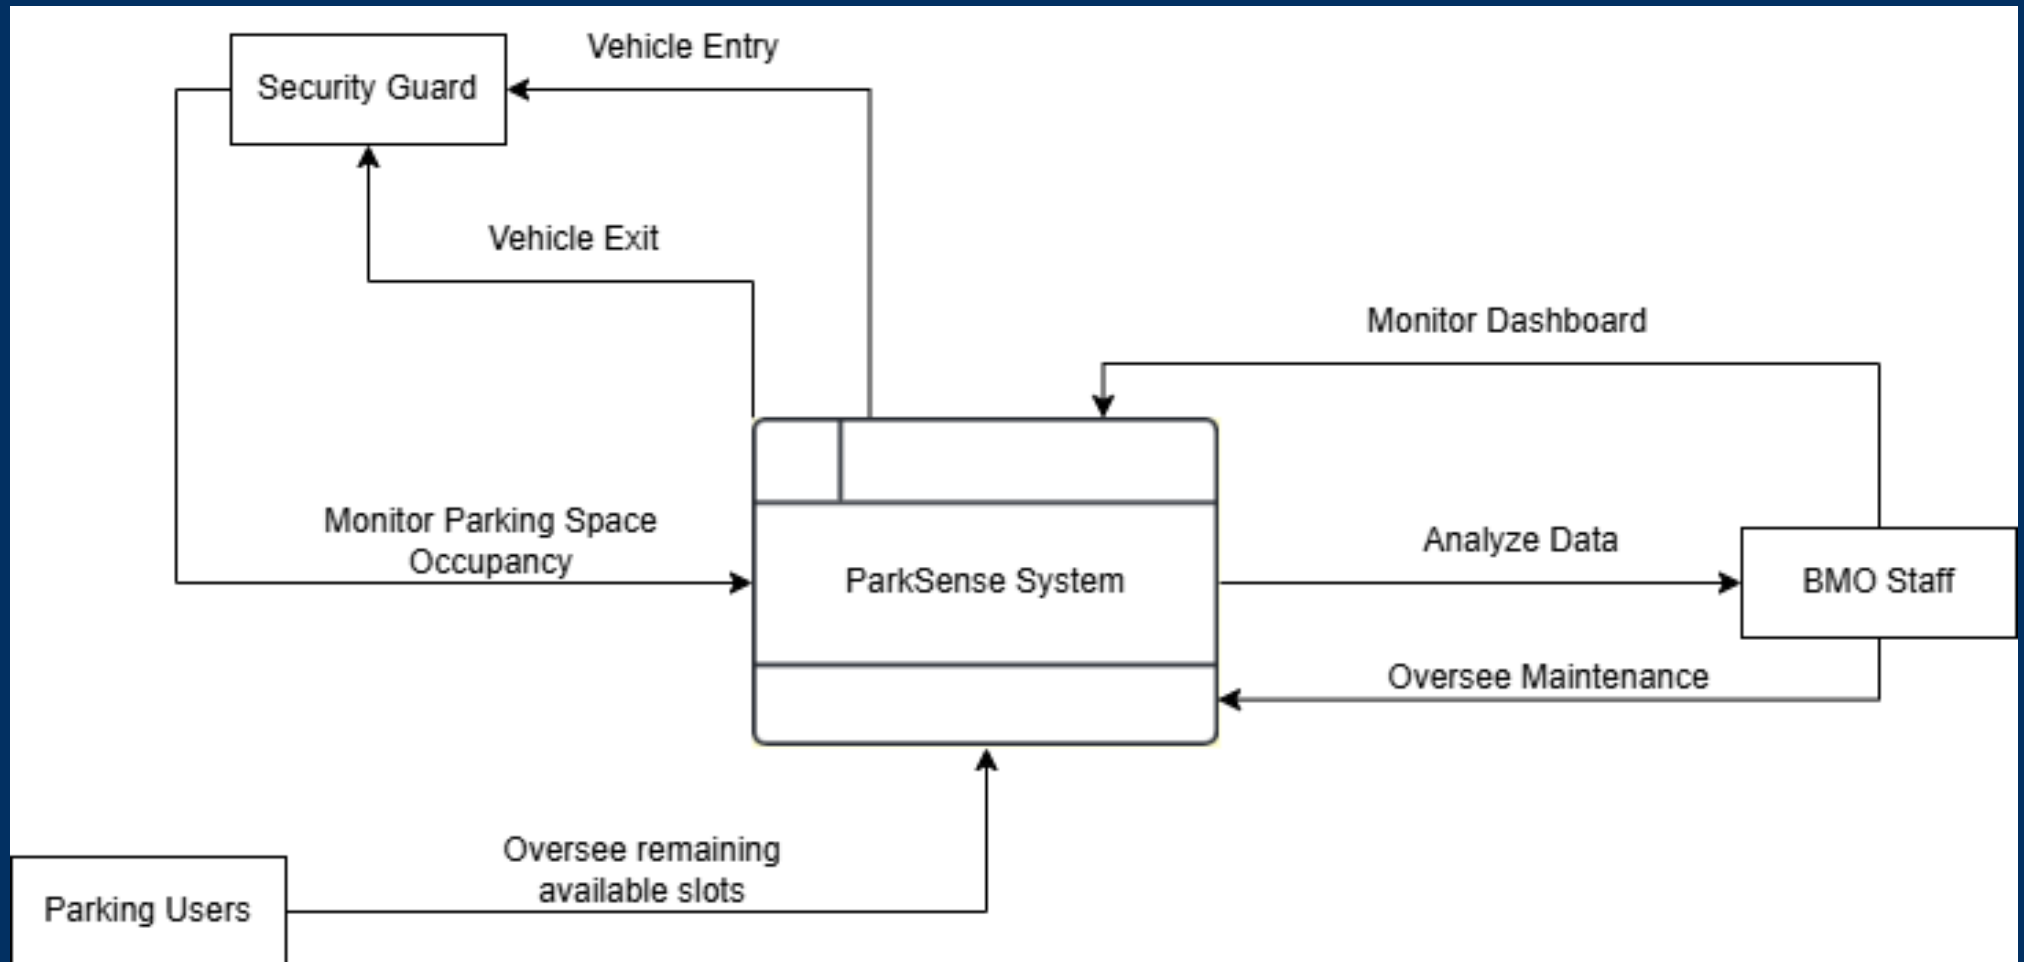 Vehicle Entry
Security Guard
Vehicle Exit
Monitor Dashboard
Monitor Parking Space
Occupancy
Analyze Data
ParkSense System
BMO Staff
Oversee Maintenance
Oversee remaining
available slots
Parking Users